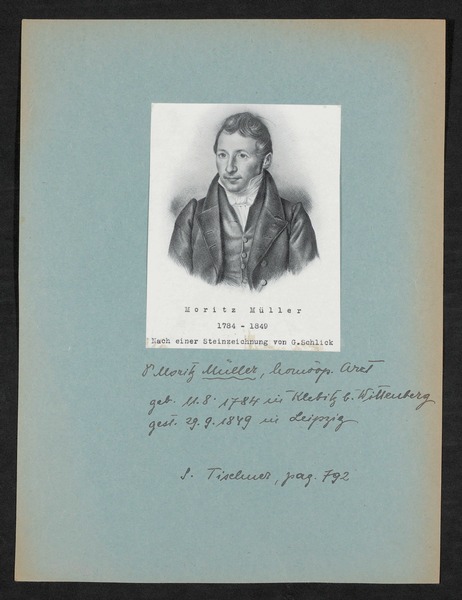 Moritz Müller
1784 - 1849
Nach einer Steinzeichnung von G.Schlick
Moritz Müller, homöop. Arzt
geb. 11.8. 1784 in Klebitz b. Wittenberg
gest. 29.9.1849 in Leipzig
S. Tischner, pag. 792